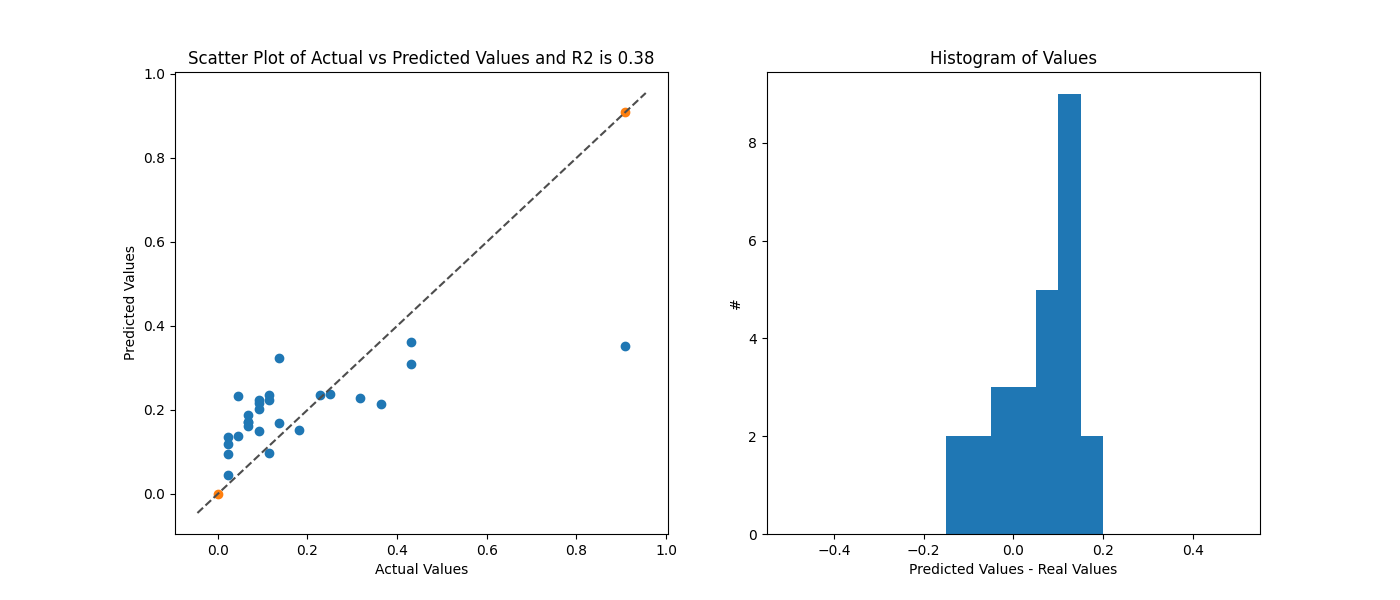 Scatter Plot of Actual vs Predicted Values and R2 is 0.38
1.0
0.8
0.6
0.4
0.2
0.0
Predicted Values
0.0 0.2 0.4 0.6 0.8 1.0
Actual Values
Histogram of Values
8
6
4
2
0
#
−0.4 −0.2 0.0 0.2 0.4
Predicted Values - Real Values